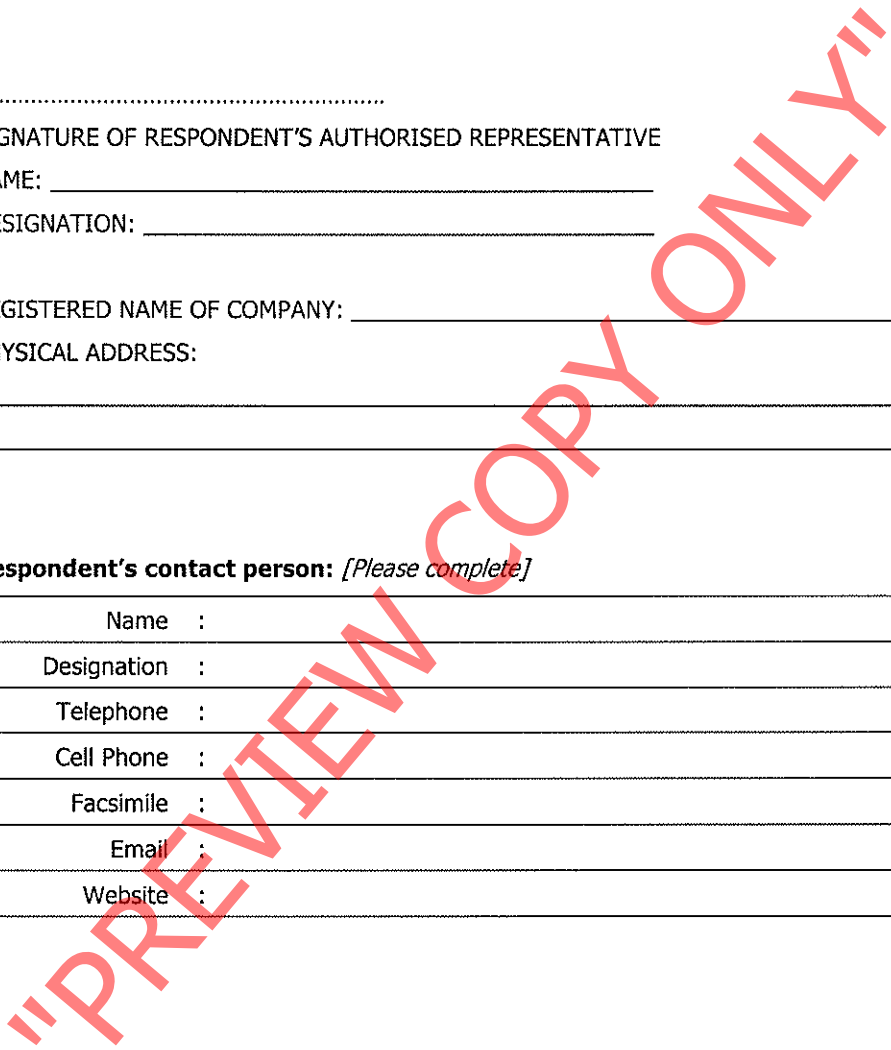 ............................................................
GNATURE OF RESPONDENT'S AUTHORISED REPRESENTATIVE
AME:
ESIGNATION:
GISTERED NAME OF COMPANY:
YSICAL ADDRESS:
espondent's contact person: [Please complete]
Name :
Designation :
Telephone :
Cell Phone :
Facsimile :
Email :
Website :
"PREVIEW COPY ONLY"